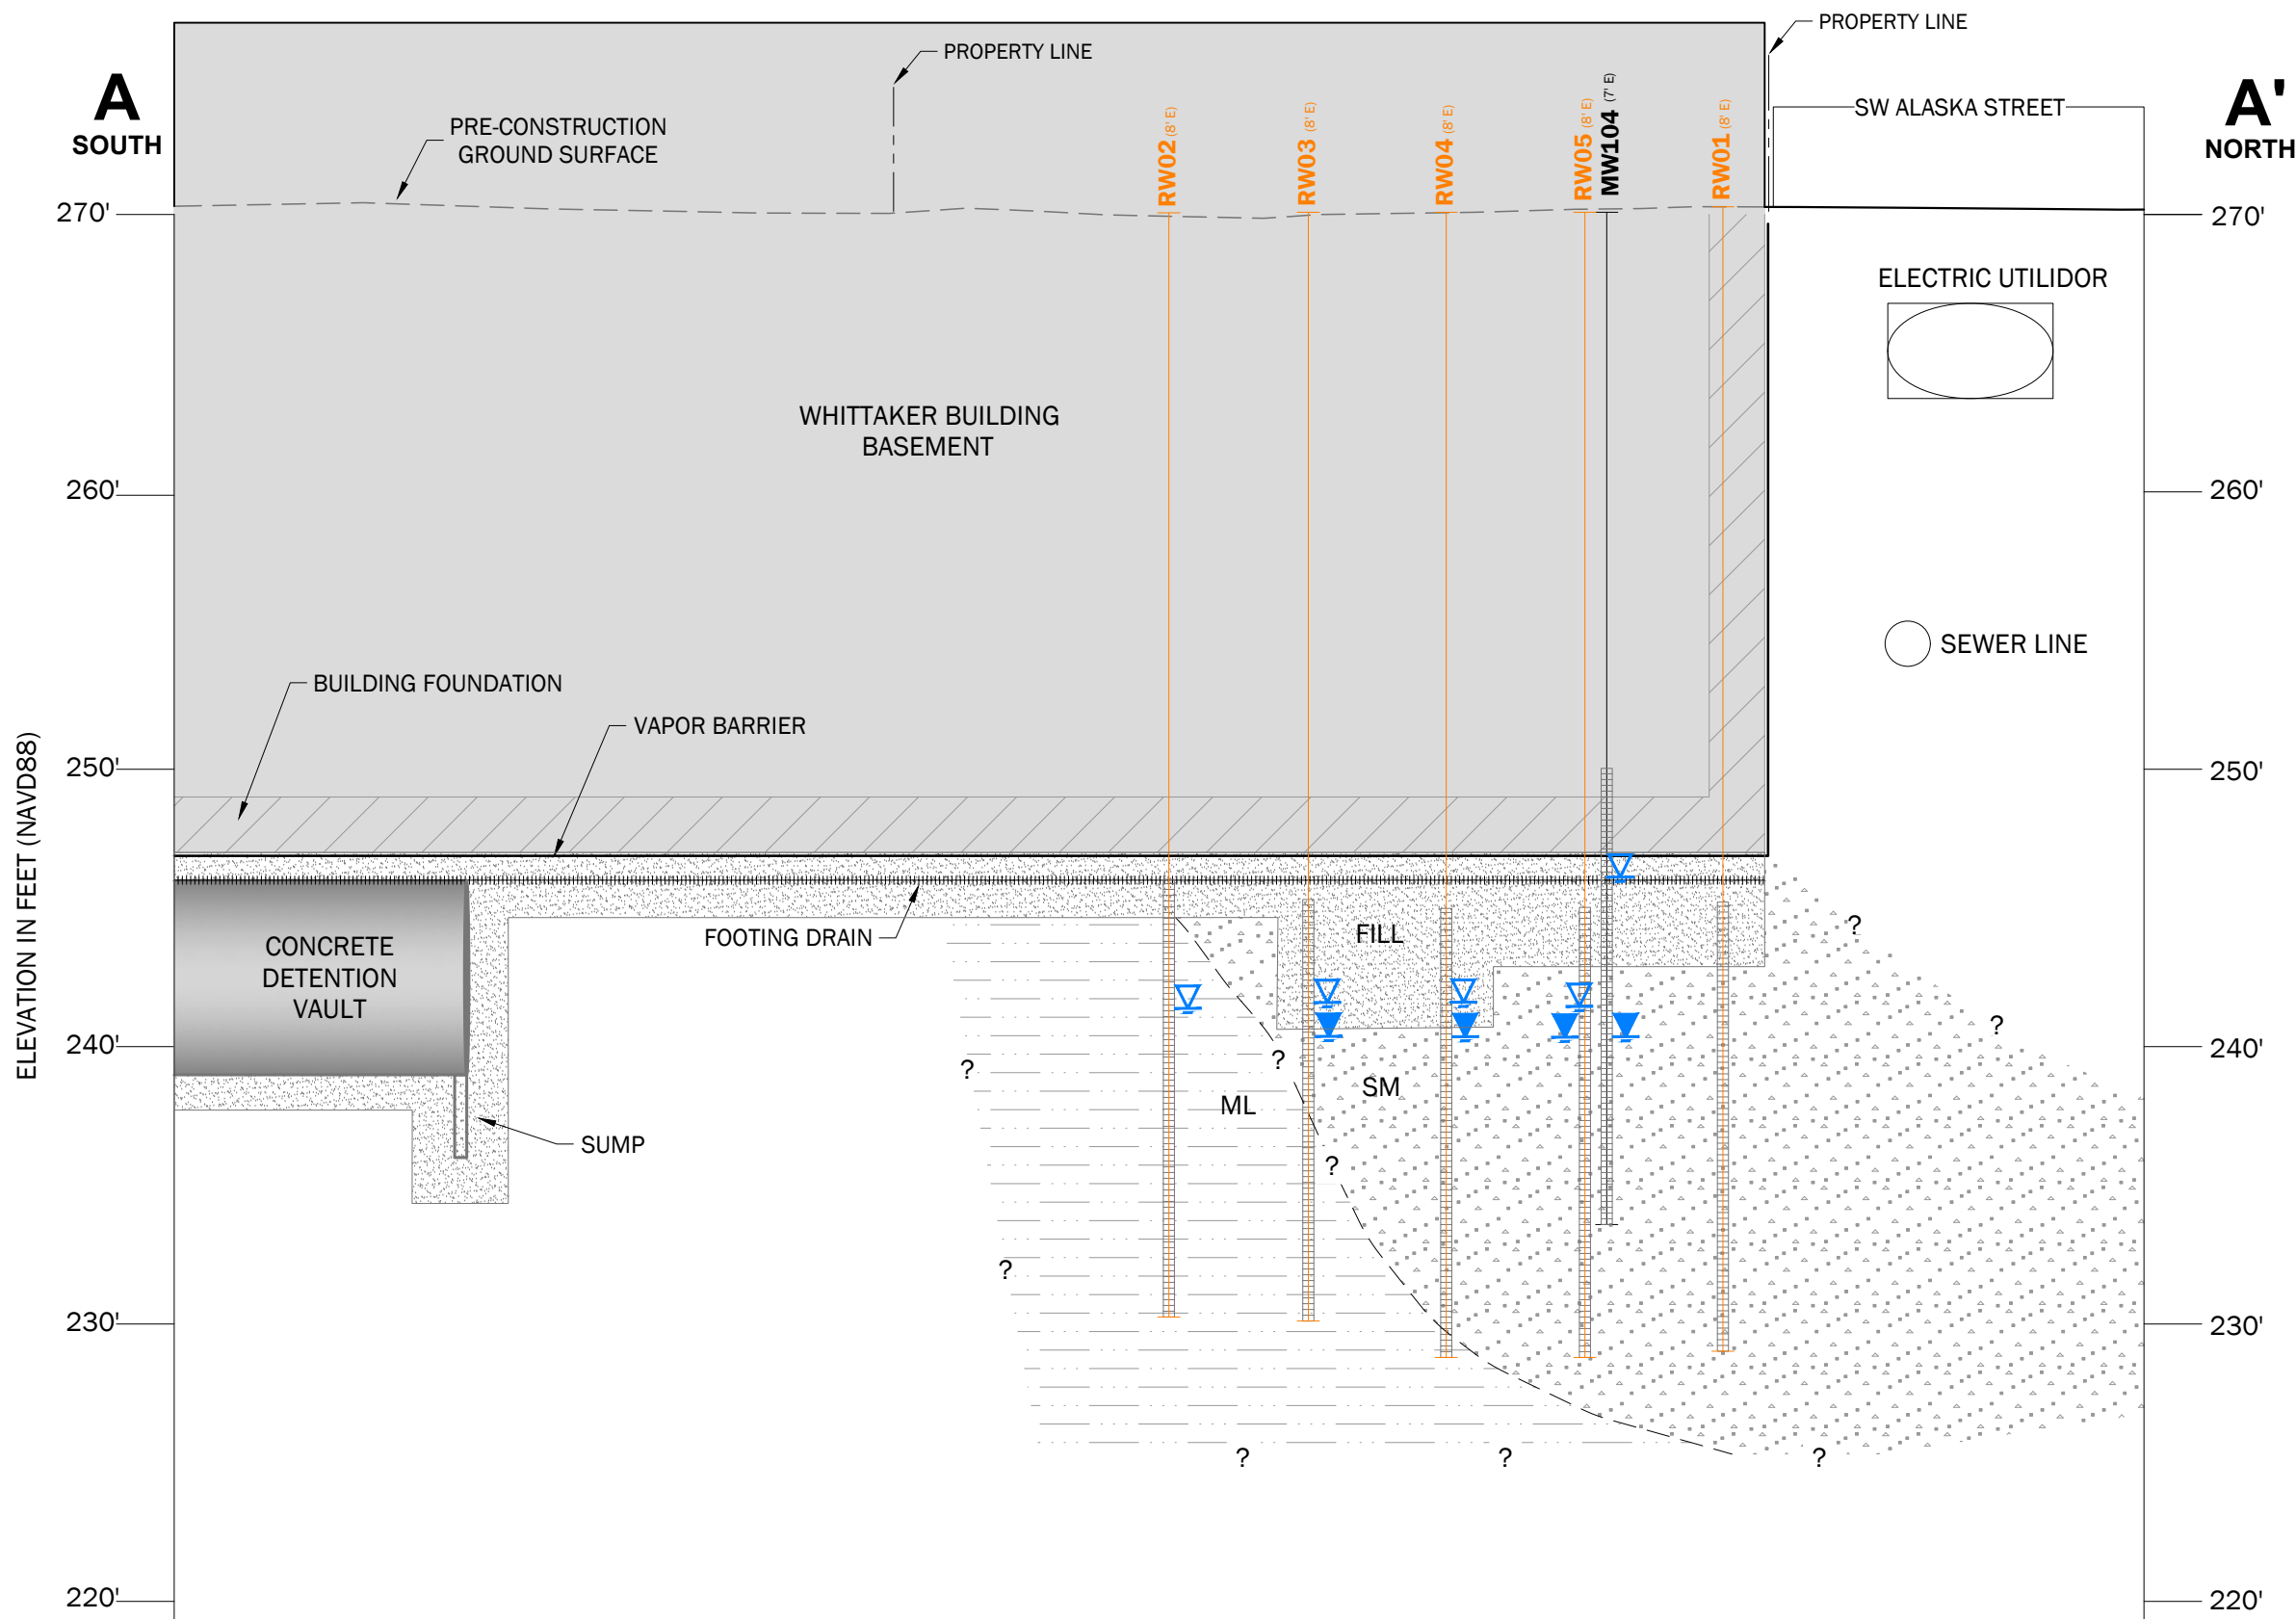 PROPERTY LINE
PROPERTY LINE
A
SOUTH
PRE-CONSTRUCTION
GROUND SURFACE
RW02 (8' E)
RW03 (8' E)
RW04 (8' E)
RW05 (8' E)
MW104 (7' E)
RW01 (8' E)
SW ALASKA STREET
A'
NORTH
270'
270'
ELECTRIC UTILIDOR
WHITTAKER BUILDING
BASEMENT
260'
260'
SEWER LINE
BUILDING FOUNDATION
VAPOR BARRIER
ELEVATION IN FEET (NAVD88)
250'
250'
CONCRETE
DETENTION
VAULT
FOOTING DRAIN
FILL
?
?
240'
240'
?
?
SM
ML
SUMP
?
?
230'
230'
?
?
?
220'
220'